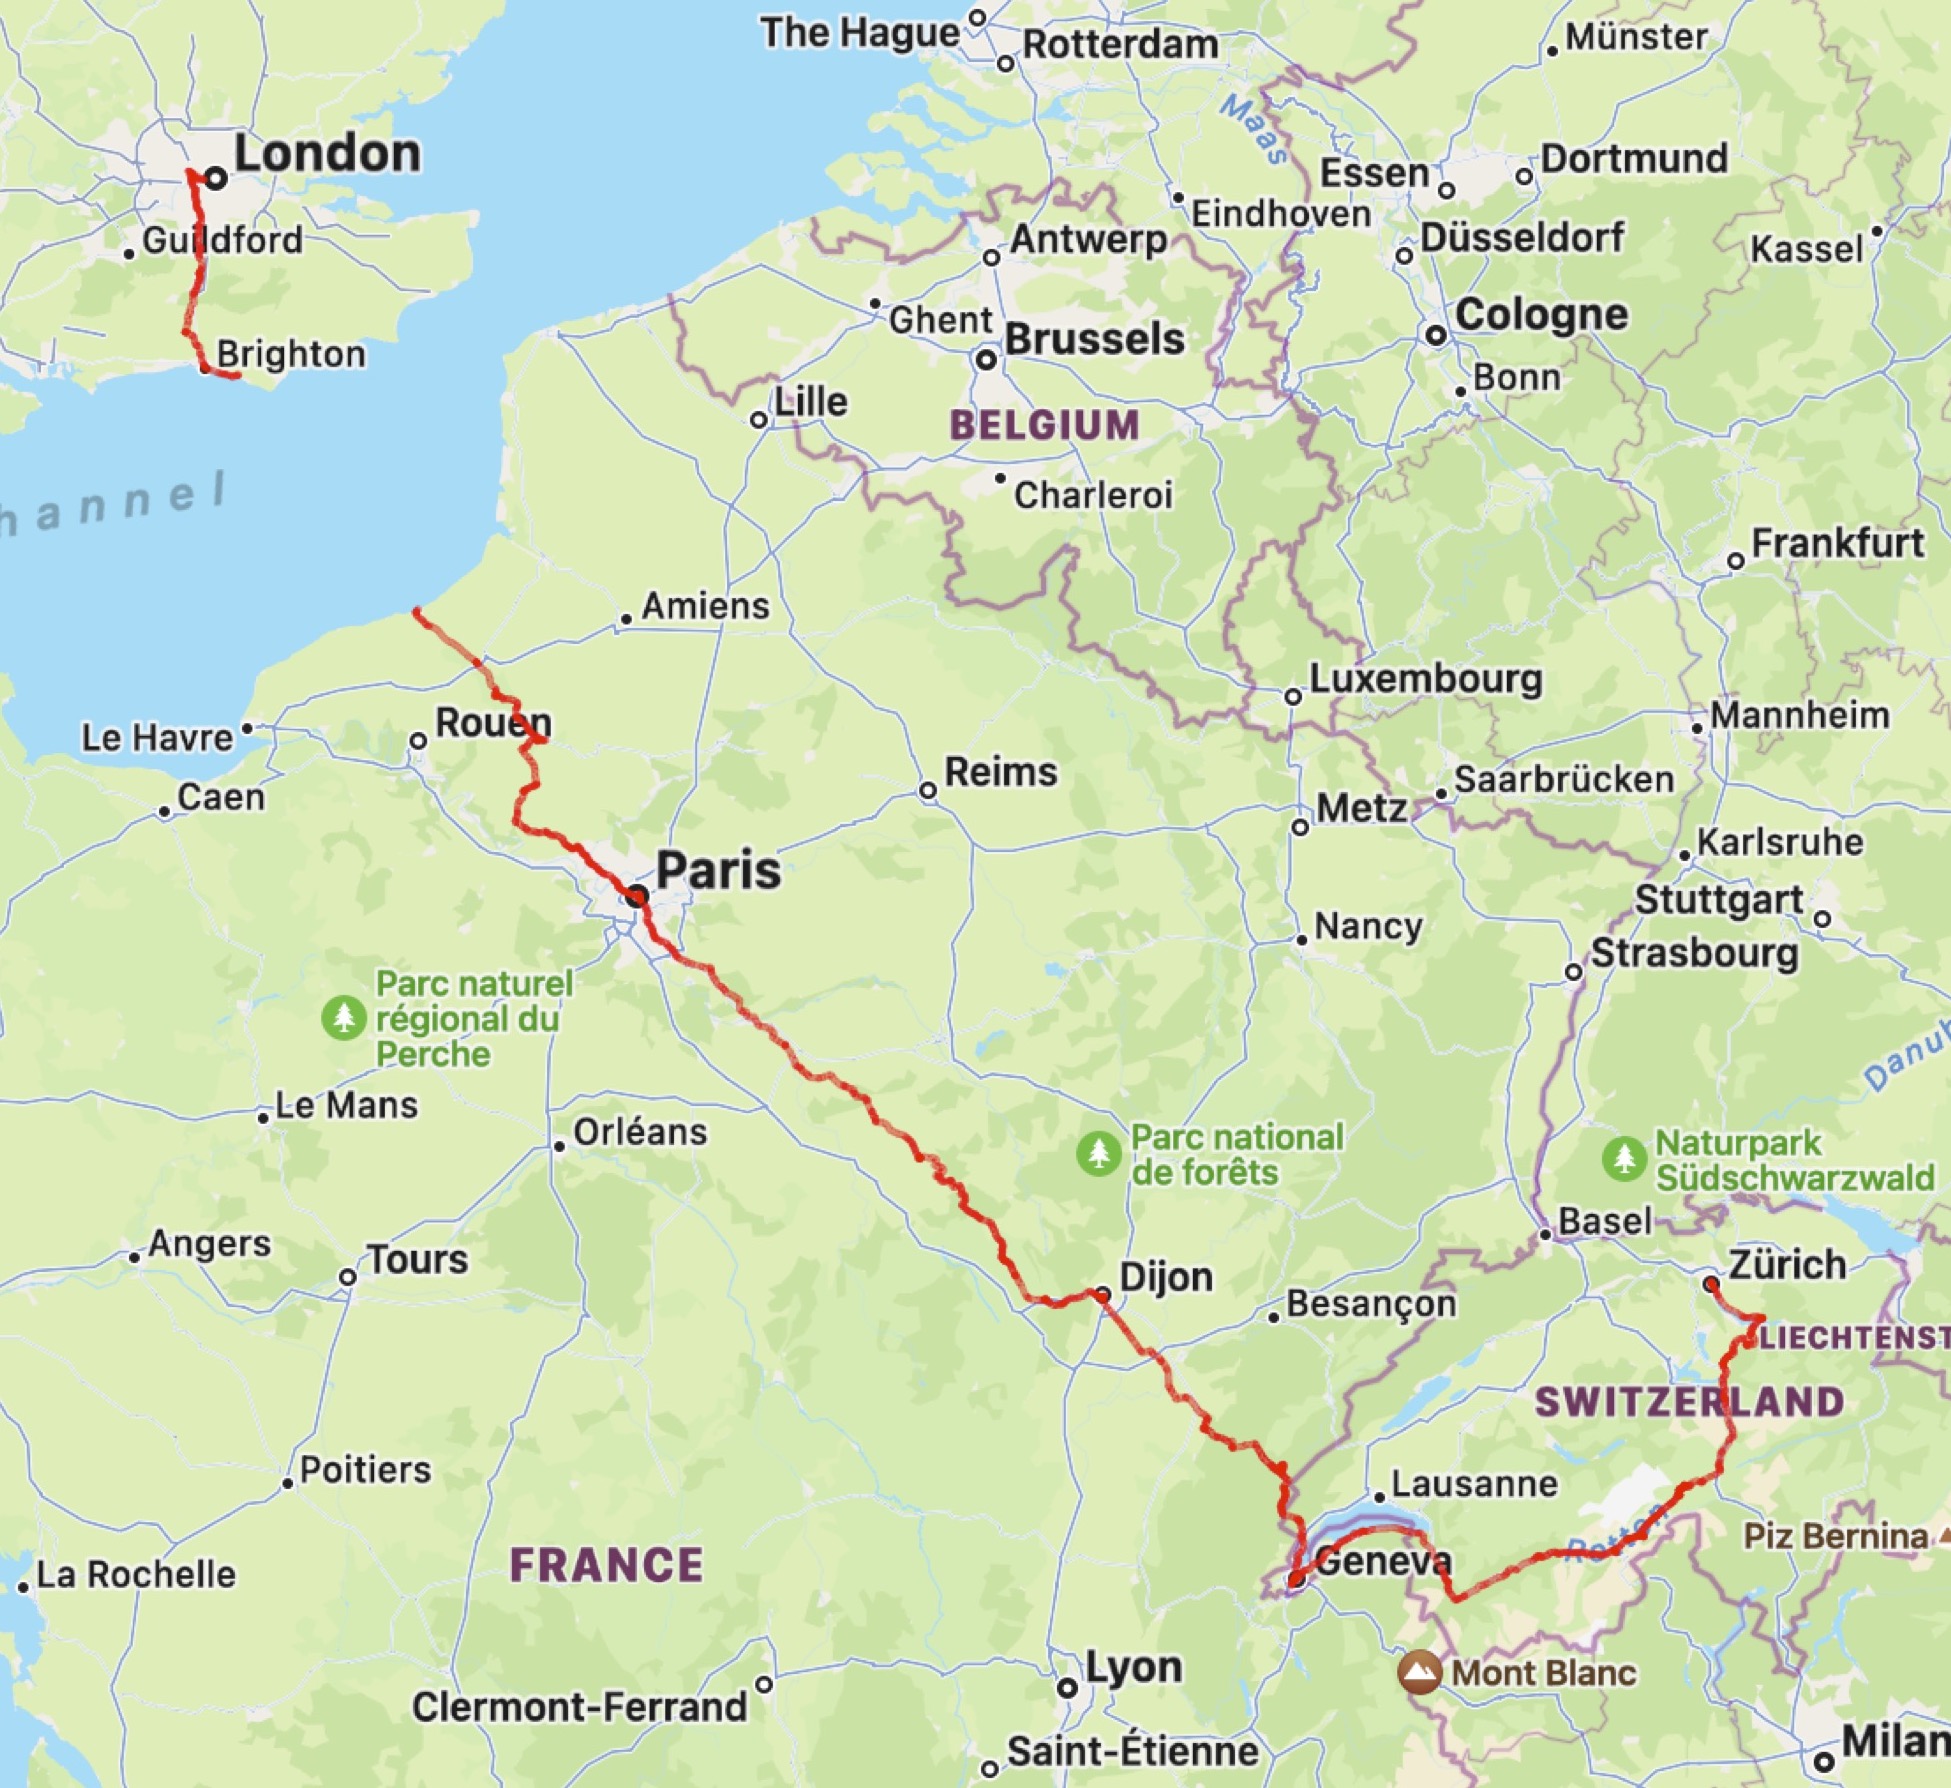 The Hague
Rotterdam
Münster
Maas
London
Essen
Dortmund
Eindhoven
Guildford
Antwerp
Düsseldorf
Kassel
Ghent
Brussels
Cologne
Brighton
Bonn
Lille
BELGIUM
hannel
Charleroi
Frankfurt
Amiens
Luxembourg
Le Havre
Rouen
Mannheim
Caen
Reims
Saarbrücken
Metz
Karlsruhe
Paris
Stuttgart
Nancy
Strasbourg
Parc naturel
régional du
Perche
Danub
Le Mans
Orléans
Parc national
de forêts
Naturpark
Südschwarzwald
Basel
Angers
Tours
Dijon
Zürich
Besançon
LIECHTENST
SWITZERLAND
Poitiers
Lausanne
Rotten
Piz Bernina
FRANCE
Geneva
La Rochelle
Lyon
Mont Blanc
Clermont-Ferrand
Saint-Étienne
Milan